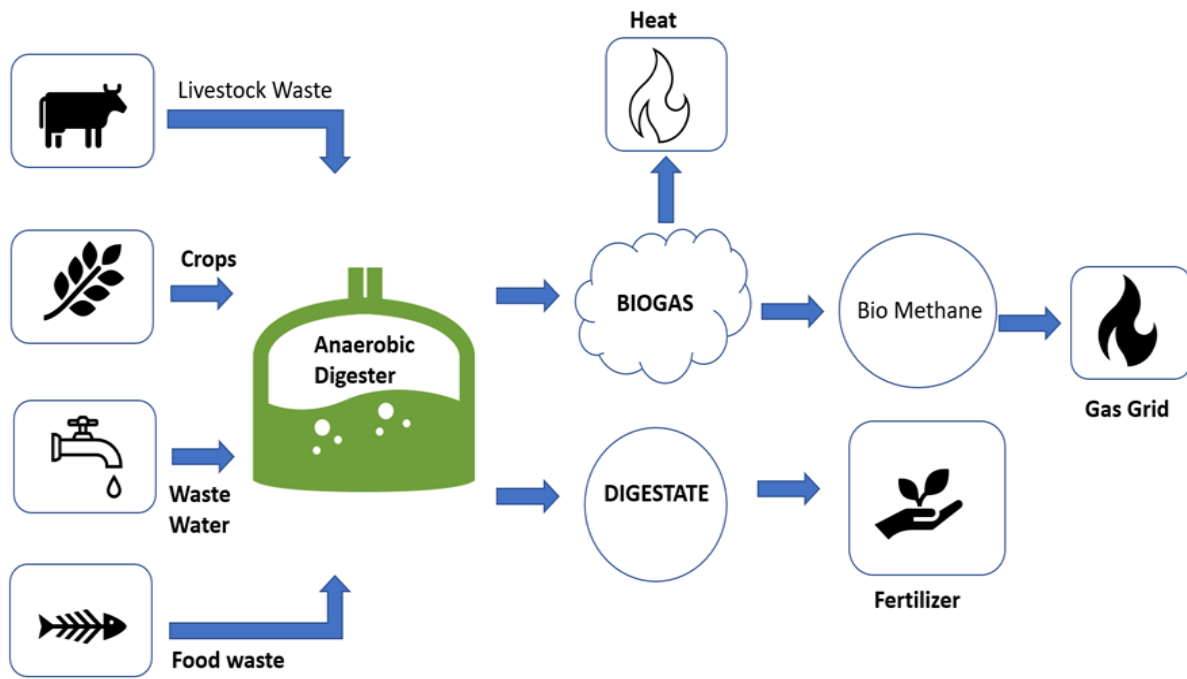 Heat
Livestock Waste
Crops
Anaerobic
Digester
BIOGAS
Bio Methane
Gas Grid
Waste
Water
DIGESTATE
Fertilizer
Food waste